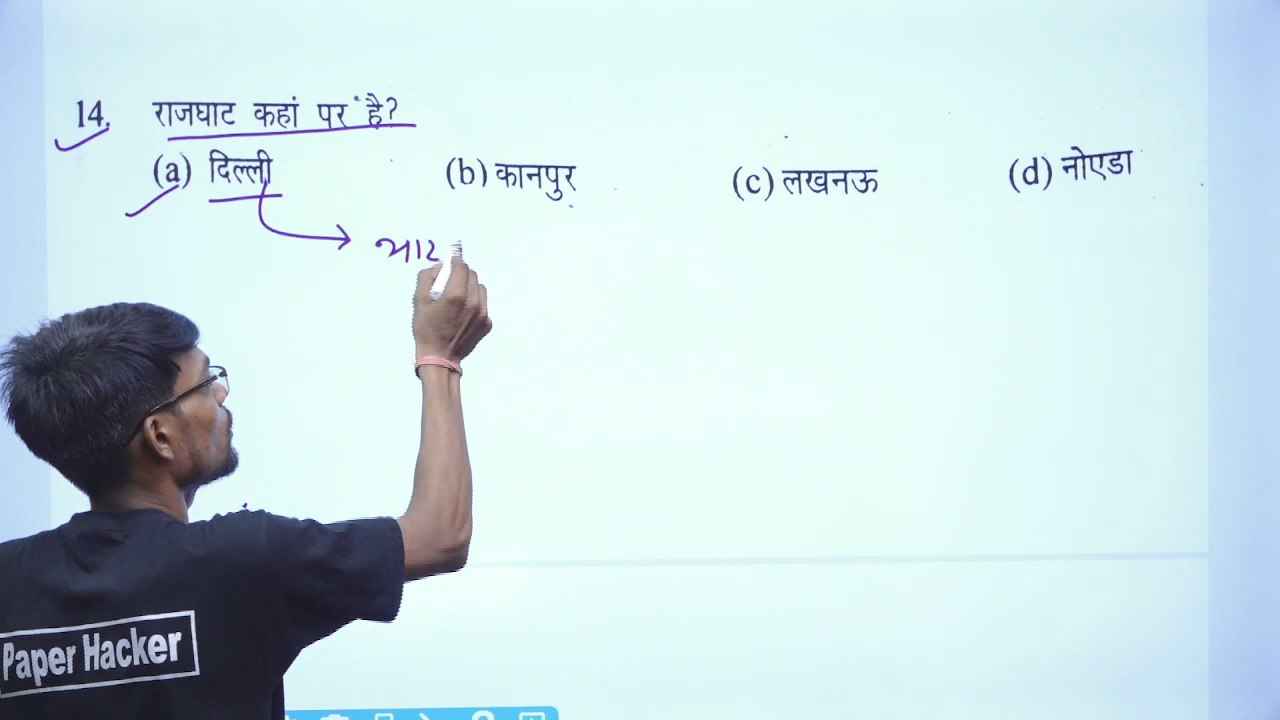 14. राजघाट कहां पर है?
(a) दिल्ली (b) कानपुर (c) लखनऊ (d) नोएडा
भार
Paper Hacker